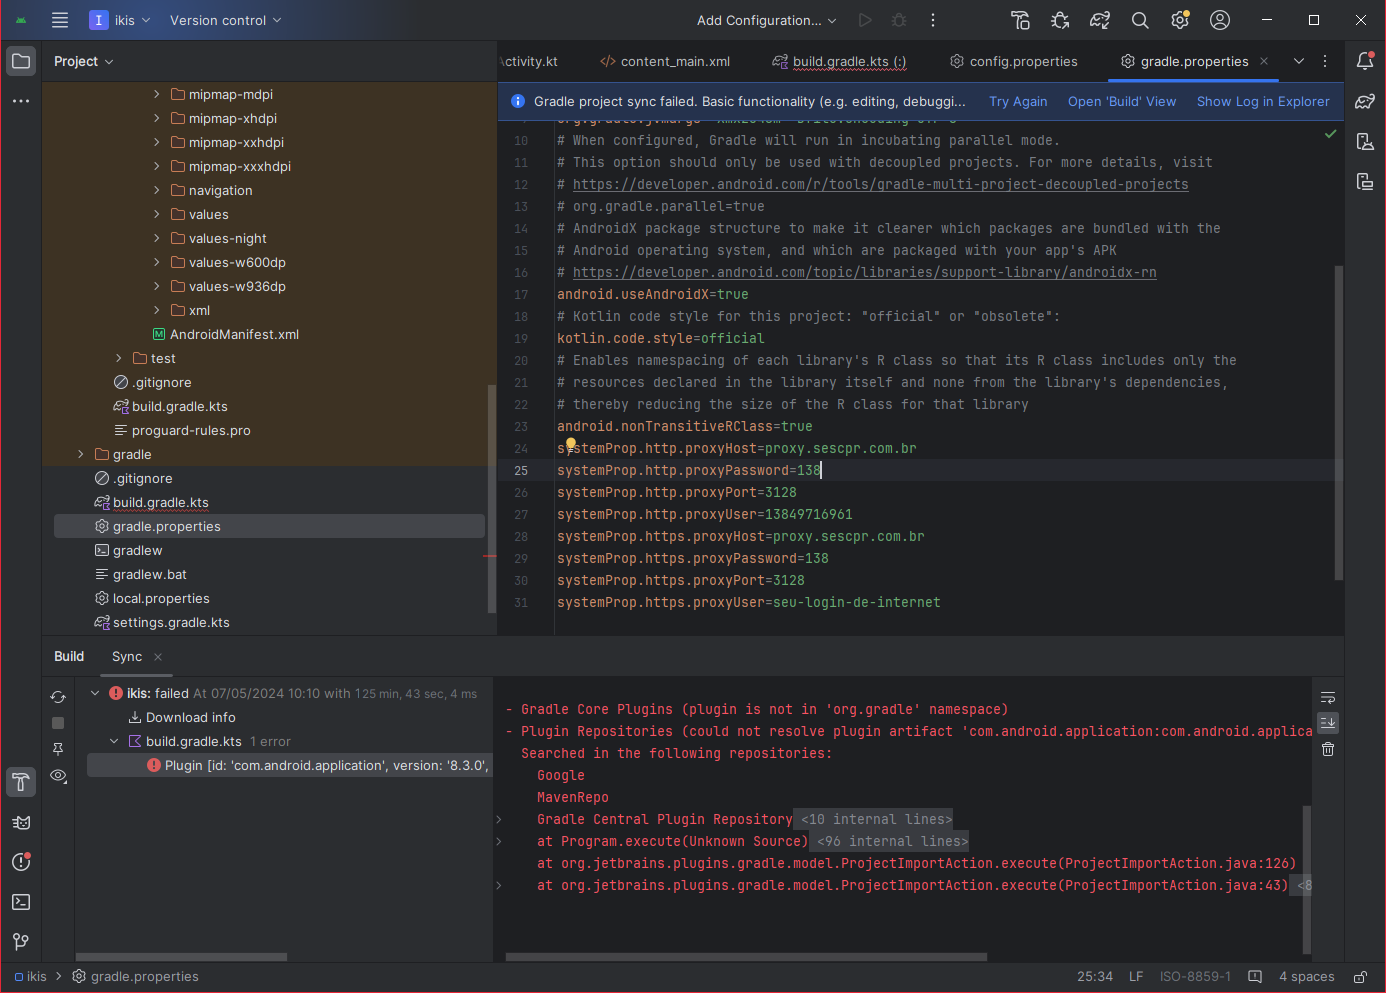 I ikis Version control Add Configuration...
Project
ctivity.kt content_main.xml build.gradle.kts (:) config.properties gradle.properties
Gradle project sync failed. Basic functionality (e.g. editing, debuggi... Try Again Open 'Build' View Show Log in Explorer
mipmap-mdpi
mipmap-xhdpi
mipmap-xxhdpi
mipmap-xxxhdpi
navigation
values
values-night
values-w600dp
values-w936dp
xml
M AndroidManifest.xml
test
.gitignore
build.gradle.kts
proguard-rules.pro
gradle
.gitignore
build.gradle.kts
gradle.properties
gradlew
gradlew.bat
local.properties
settings.gradle.kts
10 # When configured, Gradle will run in incubating parallel mode.
11 # This option should only be used with decoupled projects. For more details, visit
12 # https://developer.android.com/r/tools/gradle-multi-project-decoupled-projects
13 # org.gradle.parallel=true
14 # AndroidX package structure to make it clearer which packages are bundled with the
15 # Android operating system, and which are packaged with your app's APK
16 # https://developer.android.com/topic/libraries/support-library/androidx-rn
17 android.useAndroidX=true
18 # Kotlin code style for this project: "official" or "obsolete":
19 kotlin.code.style=official
20 # Enables namespacing of each library's R class so that its R class includes only the
21 # resources declared in the library itself and none from the library's dependencies,
22 # thereby reducing the size of the R class for that library
23 android.nonTransitiveRClass=true
24 systemProp.http.proxyHost=proxy.sescpr.com.br
25 systemProp.http.proxyPassword=138
26 systemProp.http.proxyPort=3128
27 systemProp.http.proxyUser=13849716961
28 systemProp.https.proxyHost=proxy.sescpr.com.br
29 systemProp.https.proxyPassword=138
30 systemProp.https.proxyPort=3128
31 systemProp.https.proxyUser=seu-login-de-internet
Build Sync
ikis: failed At 07/05/2024 10:10 with 1 25 min, 43 sec, 4 ms
Download info
build.gradle.kts 1 error
Plugin [id: 'com.android.application', version: '8.3.0',
- Gradle Core Plugins (plugin is not in 'org.gradle' namespace)
- Plugin Repositories (could not resolve plugin artifact 'com.android.application:com.android.applica
Searched in the following repositories:
Google
MavenRepo
Gradle Central Plugin Repository <10 internal lines>
at Program.execute(Unknown Source) <96 internal lines>
at org.jetbrains.plugins.gradle.model.ProjectImportAction.execute(ProjectImportAction.java:126)
at org.jetbrains.plugins.gradle.model.ProjectImportAction.execute(ProjectImportAction.java:43) <8
ikis > gradle.properties 25:34 LF ISO-8859-1 4 spaces